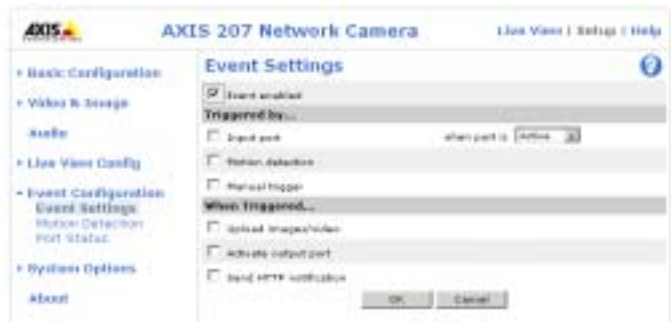 AXIS
AXIS 207 Network Camera
Live View | Setup | Help
Basic Configuration
Video & Image
Audio
Live View Config
Event Configuration
Event Settings
Motion Detection
Port Status
System Options
About
Event Settings
Event enabled
Triggered by...
Input port
when port is Active
Motion detection
Manual trigger
When Triggered...
Upload images/video
Activate output port
Send HTTP notification
OK
Cancel